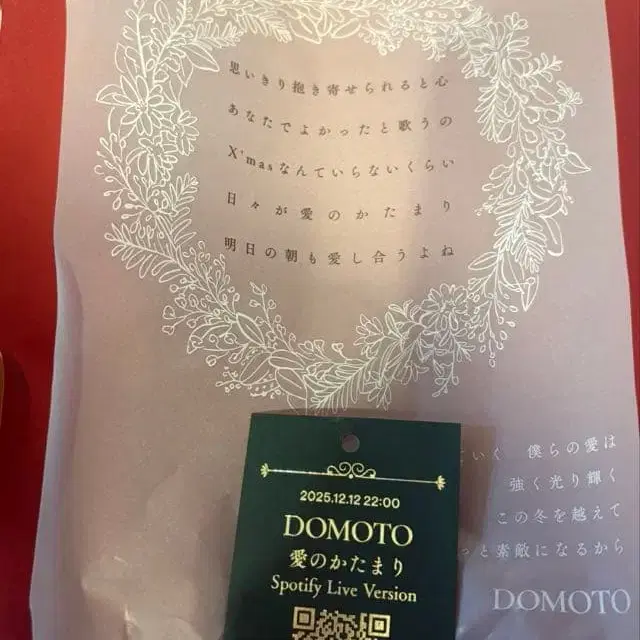 思いきり抱き寄せられると心
あなたでよかったと歌うの
X'masなんていらないくらい
日々が愛のかたまり
明日の朝も愛し合うよね
いく 僕らの愛は
強く光り輝く
この冬を越えて
っと素敵になるから
DOMOTO
2025.12.12 22:00
DOMOTO
愛のかたまり
Spotify Live Version